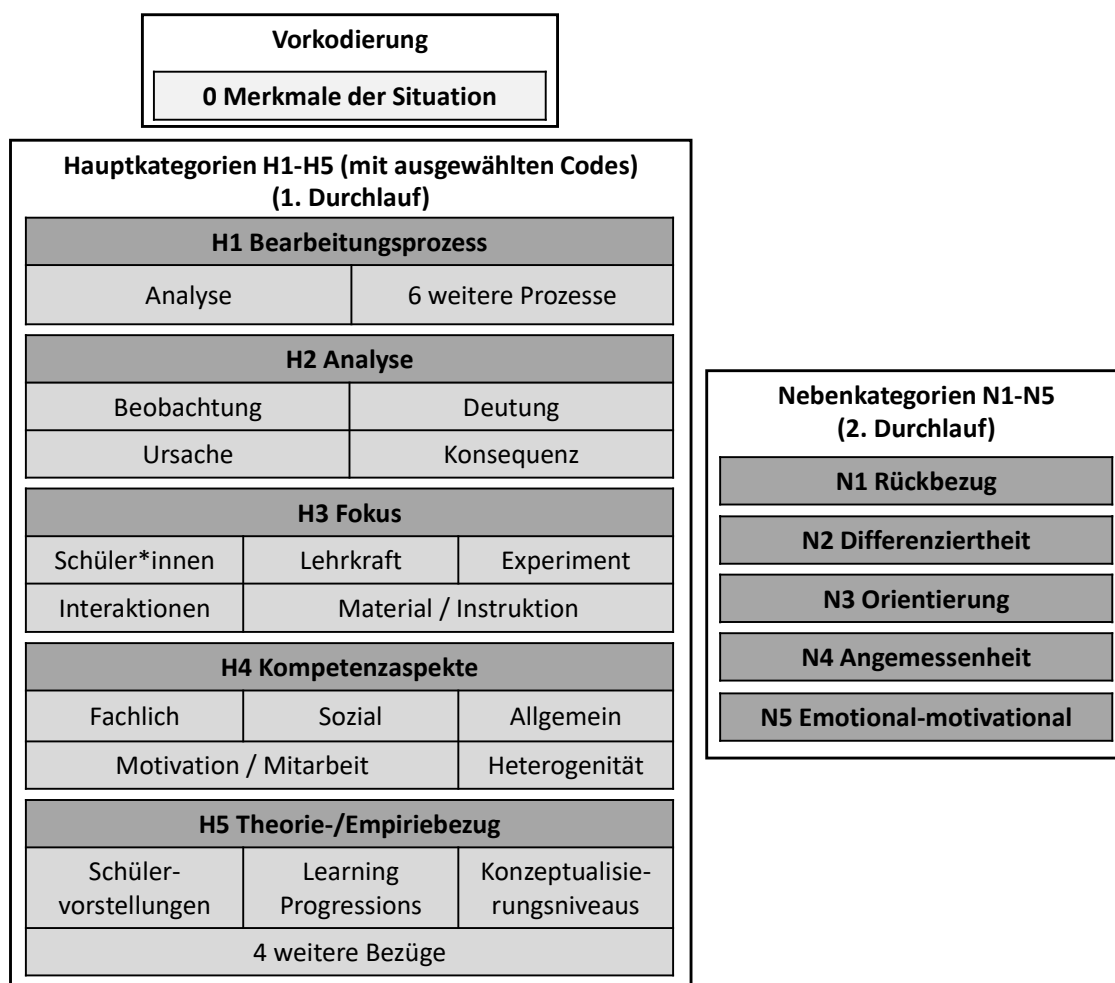 Vorkodierung
0 Merkmale der Situation
Hauptkategorien H1-H5 (mit ausgewählten Codes)
(1. Durchlauf)
H1 Bearbeitungsprozess
Analyse
6 weitere Prozesse
H2 Analyse
Beobachtung
Deutung
Ursache
Konsequenz
H3 Fokus
Schüler*innen
Lehrkraft
Experiment
Interaktionen
Material / Instruktion
H4 Kompetenzaspekte
Fachlich
Sozial
Allgemein
Motivation / Mitarbeit
Heterogenität
H5 Theorie-/Empiriebezug
Schüler-
vorstellungen
Learning
Progressions
Konzeptualisie-
rungsniveaus
4 weitere Bezüge
Nebenkategorien N1-N5
(2. Durchlauf)
N1 Rückbezug
N2 Differenziertheit
N3 Orientierung
N4 Angemessenheit
N5 Emotional-motivational